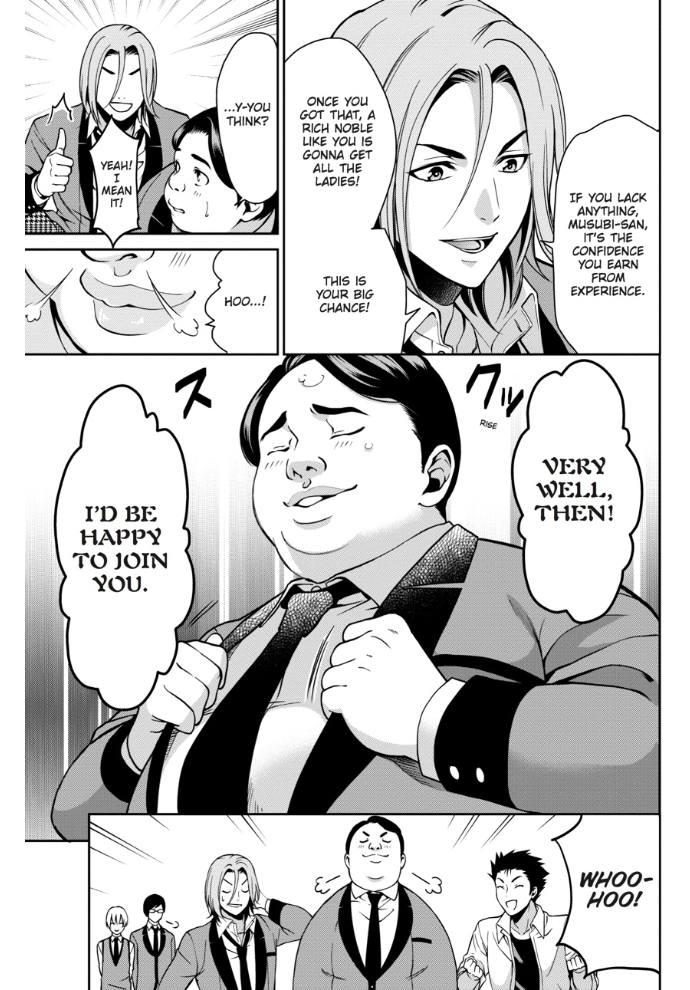 IF YOU LACK
ANYTHING,
MUSUBI-SAN,
IT'S THE
CONFIDENCE
YOU EARN
FROM
EXPERIENCE.
ONCE YOU
GOT THAT, A
RICH NOBLE
LIKE YOU IS
GONNA GET
ALL THE
LADIES!
THIS IS
YOUR BIG
CHANCE!
...Y-YOU
THINK?
YEAH!
I
MEAN
IT!
HOO...!
VERY
WELL,
THEN!
クッ
RISE
ス
I'D BE
HAPPY
TO JOIN
YOU.
WHOO-
HOO!